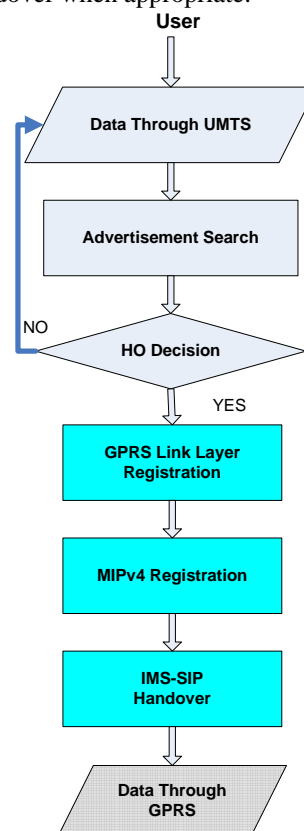 dover when appropriate.
User
Data Through UMTS
Advertisement Search
HO Decision
NO
YES
GPRS Link Layer
Registration
MIPv4 Registration
IMS-SIP
Handover
Data Through
GPRS